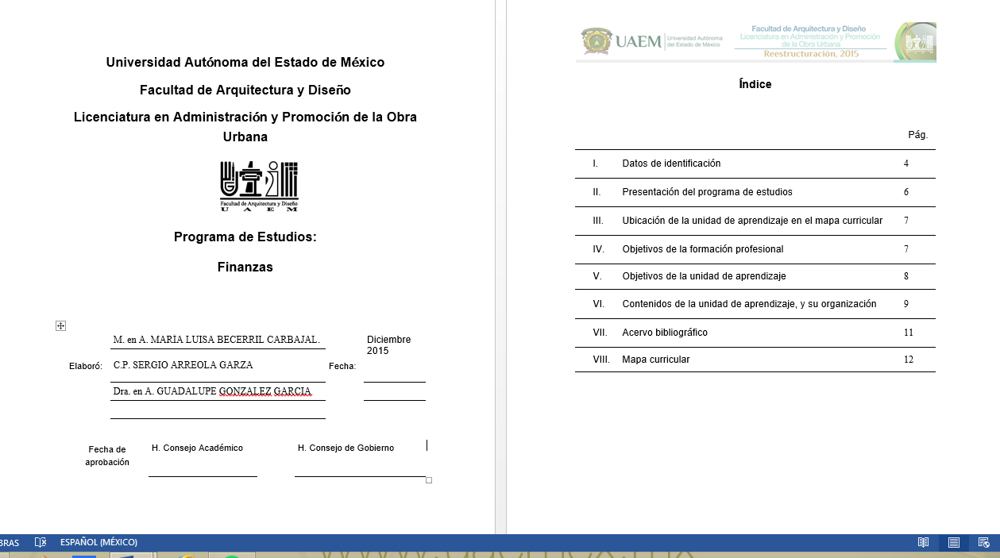 Universidad Autónoma del Estado de México
Facultad de Arquitectura y Diseño
Licenciatura en Administración y Promoción de la Obra
Urbana
Facultad de Arquitectura y Diseño
U A E M
Programa de Estudios:
Finanzas
Elaboró:
M. en A. MARÍA LUISA BECERRIL CARBAJAL.
C.P. SERGIO ARREOLA GARZA
Dra. en A. GUADALUPE GONZALEZ GARCIA
Fecha:
Diciembre
2015
Fecha de
aprobación
H. Consejo Académico
H. Consejo de Gobierno
UAEM
Universidad Autónoma
del Estado de México
Facultad de Arquitectura y Diseño
Licenciatura en Administración y Promoción
de la Obra Urbana
Reestructuración, 2015
Índice
Pág.
I. Datos de identificación 4
II. Presentación del programa de estudios 6
III. Ubicación de la unidad de aprendizaje en el mapa curricular 7
IV. Objetivos de la formación profesional 7
V. Objetivos de la unidad de aprendizaje 8
VI. Contenidos de la unidad de aprendizaje, y su organización 9
VII. Acervo bibliográfico 11
VIII. Mapa curricular 12
BRAS ESPAÑOL (MÉXICO)